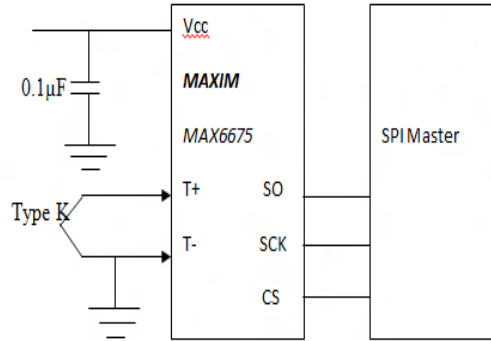 Vcc
0.1µF
MAXIM
MAX6675
SPI Master
T+
SO
Type K
T-
SCK
CS